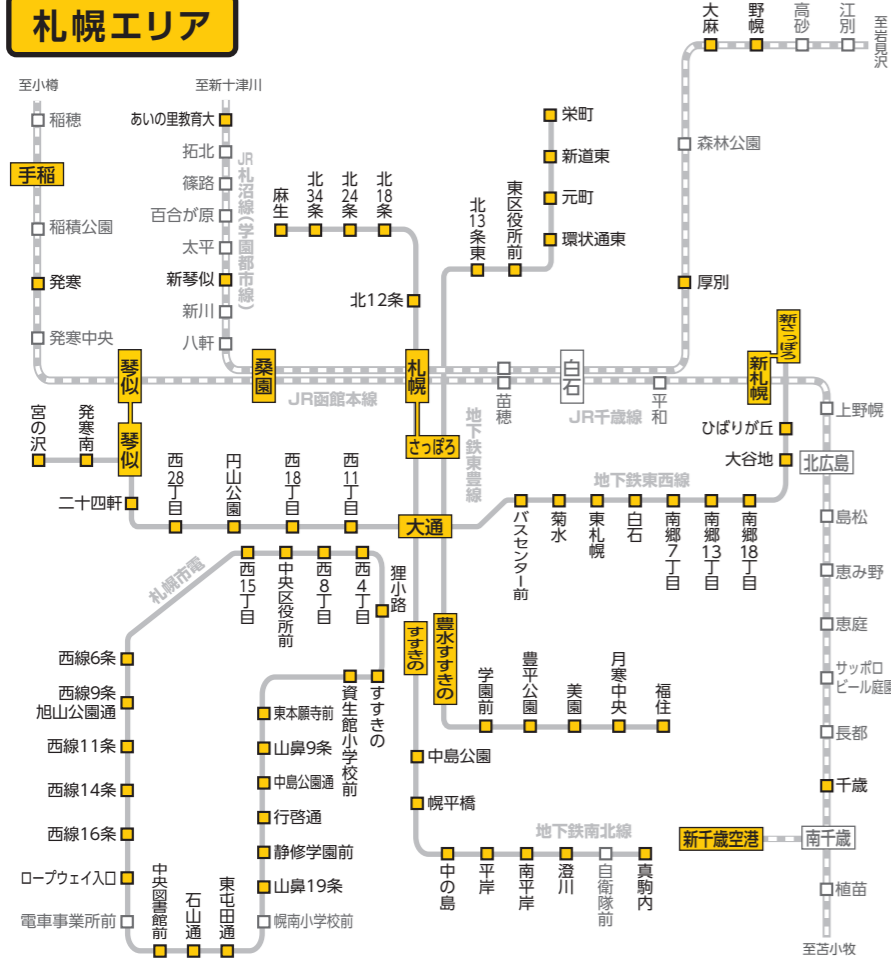 札幌エリア
至小樽
稲穂
手稲
稲積公園
発寒
発寒中央
琴似
琴似
宮の沢
発寒南
二十四軒
至新十津川
あいの里教育大
拓北
篠路
百合が原
太平
新琴似
新川
八軒
JR札沼線(学園都市線)
桑園
JR函館本線
麻生
北34条
北24条
北18条
北12条
札幌
さっぽろ
栄町
新道東
元町
環状通東
東区役所前
北13条東
地下鉄東豊線
苗穂
白石
JR千歳線
平和
大麻
野幌
高砂
江別
至岩見沢
森林公園
厚別
新さっぽろ
新札幌
ひばりが丘
大谷地
地下鉄東西線
上野幌
北広島
島松
恵み野
恵庭
サッポロ
ビール庭園
長都
千歳
新千歳空港
南千歳
植苗
至苫小牧
西28丁目
円山公園
西18丁目
西11丁目
大通
バスセンター前
菊水
東札幌
白石
南郷7丁目
南郷13丁目
南郷18丁目
札幌市電
西15丁目
中央区役所前
西8丁目
西4丁目
狸小路
すすきの
豊水すすきの
学園前
豊平公園
美園
月寒中央
福住
すすきの
資生館小学校前
東本願寺前
山鼻9条
中島公園通
行啓通
静修学園前
山鼻19条
幌南小学校前
東屯田通
石山通
中央図書館前
電車事業所前
ロープウェイ入口
西線16条
西線14条
西線11条
西線9条
旭山公園通
西線6条
中島公園
幌平橋
地下鉄南北線
中の島
平岸
南平岸
澄川
自衛隊前
真駒内